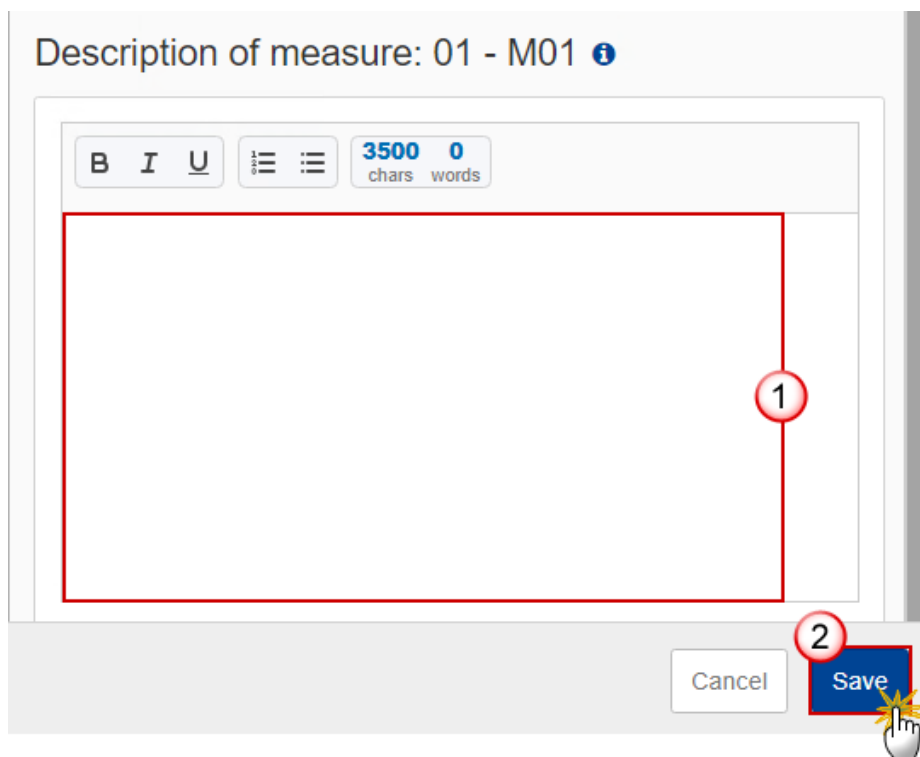 Description of measure: 01 - M01
B I U 3500 0
chars words
1
2
Cancel Save